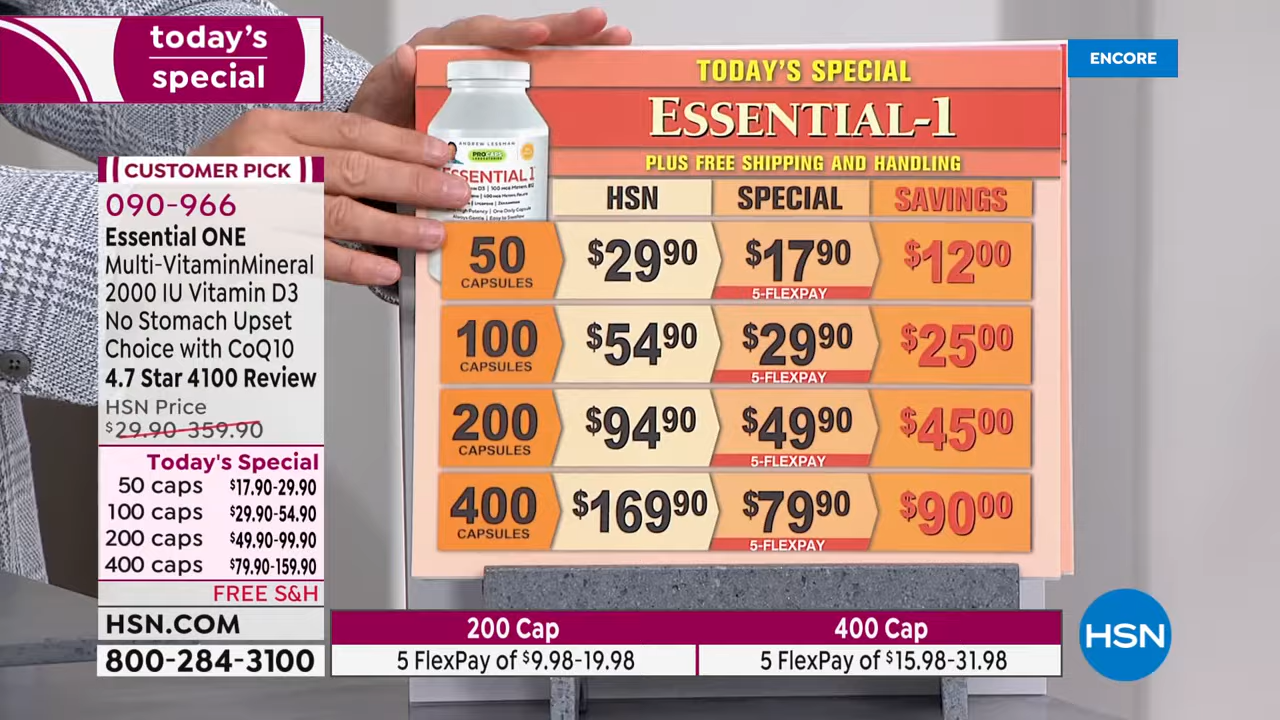 today's
special
CUSTOMER PICK
090-966
Essential ONE
Multi-VitaminMineral
2000 IU Vitamin D3
No Stomach Upset
Choice with CoQ10
4.7 Star 4100 Review
HSN Price
$29.90-359.90
Today's Special
50 caps $17.90-29.90
100 caps $29.90-54.90
200 caps $49.90-99.90
400 caps $79.90-159.90
FREE S&H
HSN.COM
800-284-3100
ENCORE
TODAY'S SPECIAL
ESSENTIAL-1
PLUS FREE SHIPPING AND HANDLING
ANDREW LESSMAN
PROCAPS
LABORATORIES
ESSENTIAL 1
HSN SPECIAL SAVINGS
50 CAPSULES $29.90 $17.90 $12.00
5-FLEXPAY
100 CAPSULES $54.90 $29.90 $25.00
5-FLEXPAY
200 CAPSULES $94.90 $49.90 $45.00
5-FLEXPAY
400 CAPSULES $169.90 $79.90 $90.00
5-FLEXPAY
200 Cap
5 FlexPay of $9.98-19.98
400 Cap
5 FlexPay of $15.98-31.98
HSN